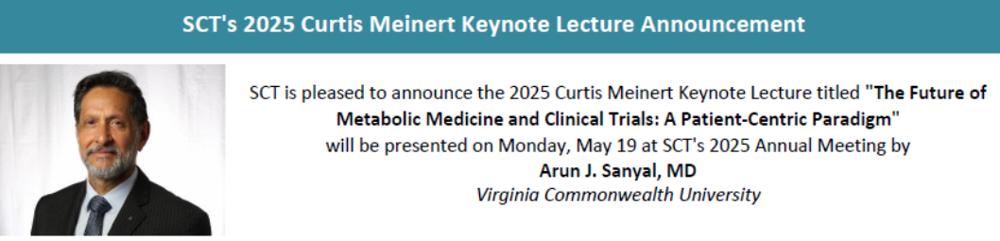 SCT's 2025 Curtis Meinert Keynote Lecture Announcement
SCT is pleased to announce the 2025 Curtis Meinert Keynote Lecture titled "The Future of
Metabolic Medicine and Clinical Trials: A Patient-Centric Paradigm"
will be presented on Monday, May 19 at SCT's 2025 Annual Meeting by
Arun J. Sanyal, MD
Virginia Commonwealth University